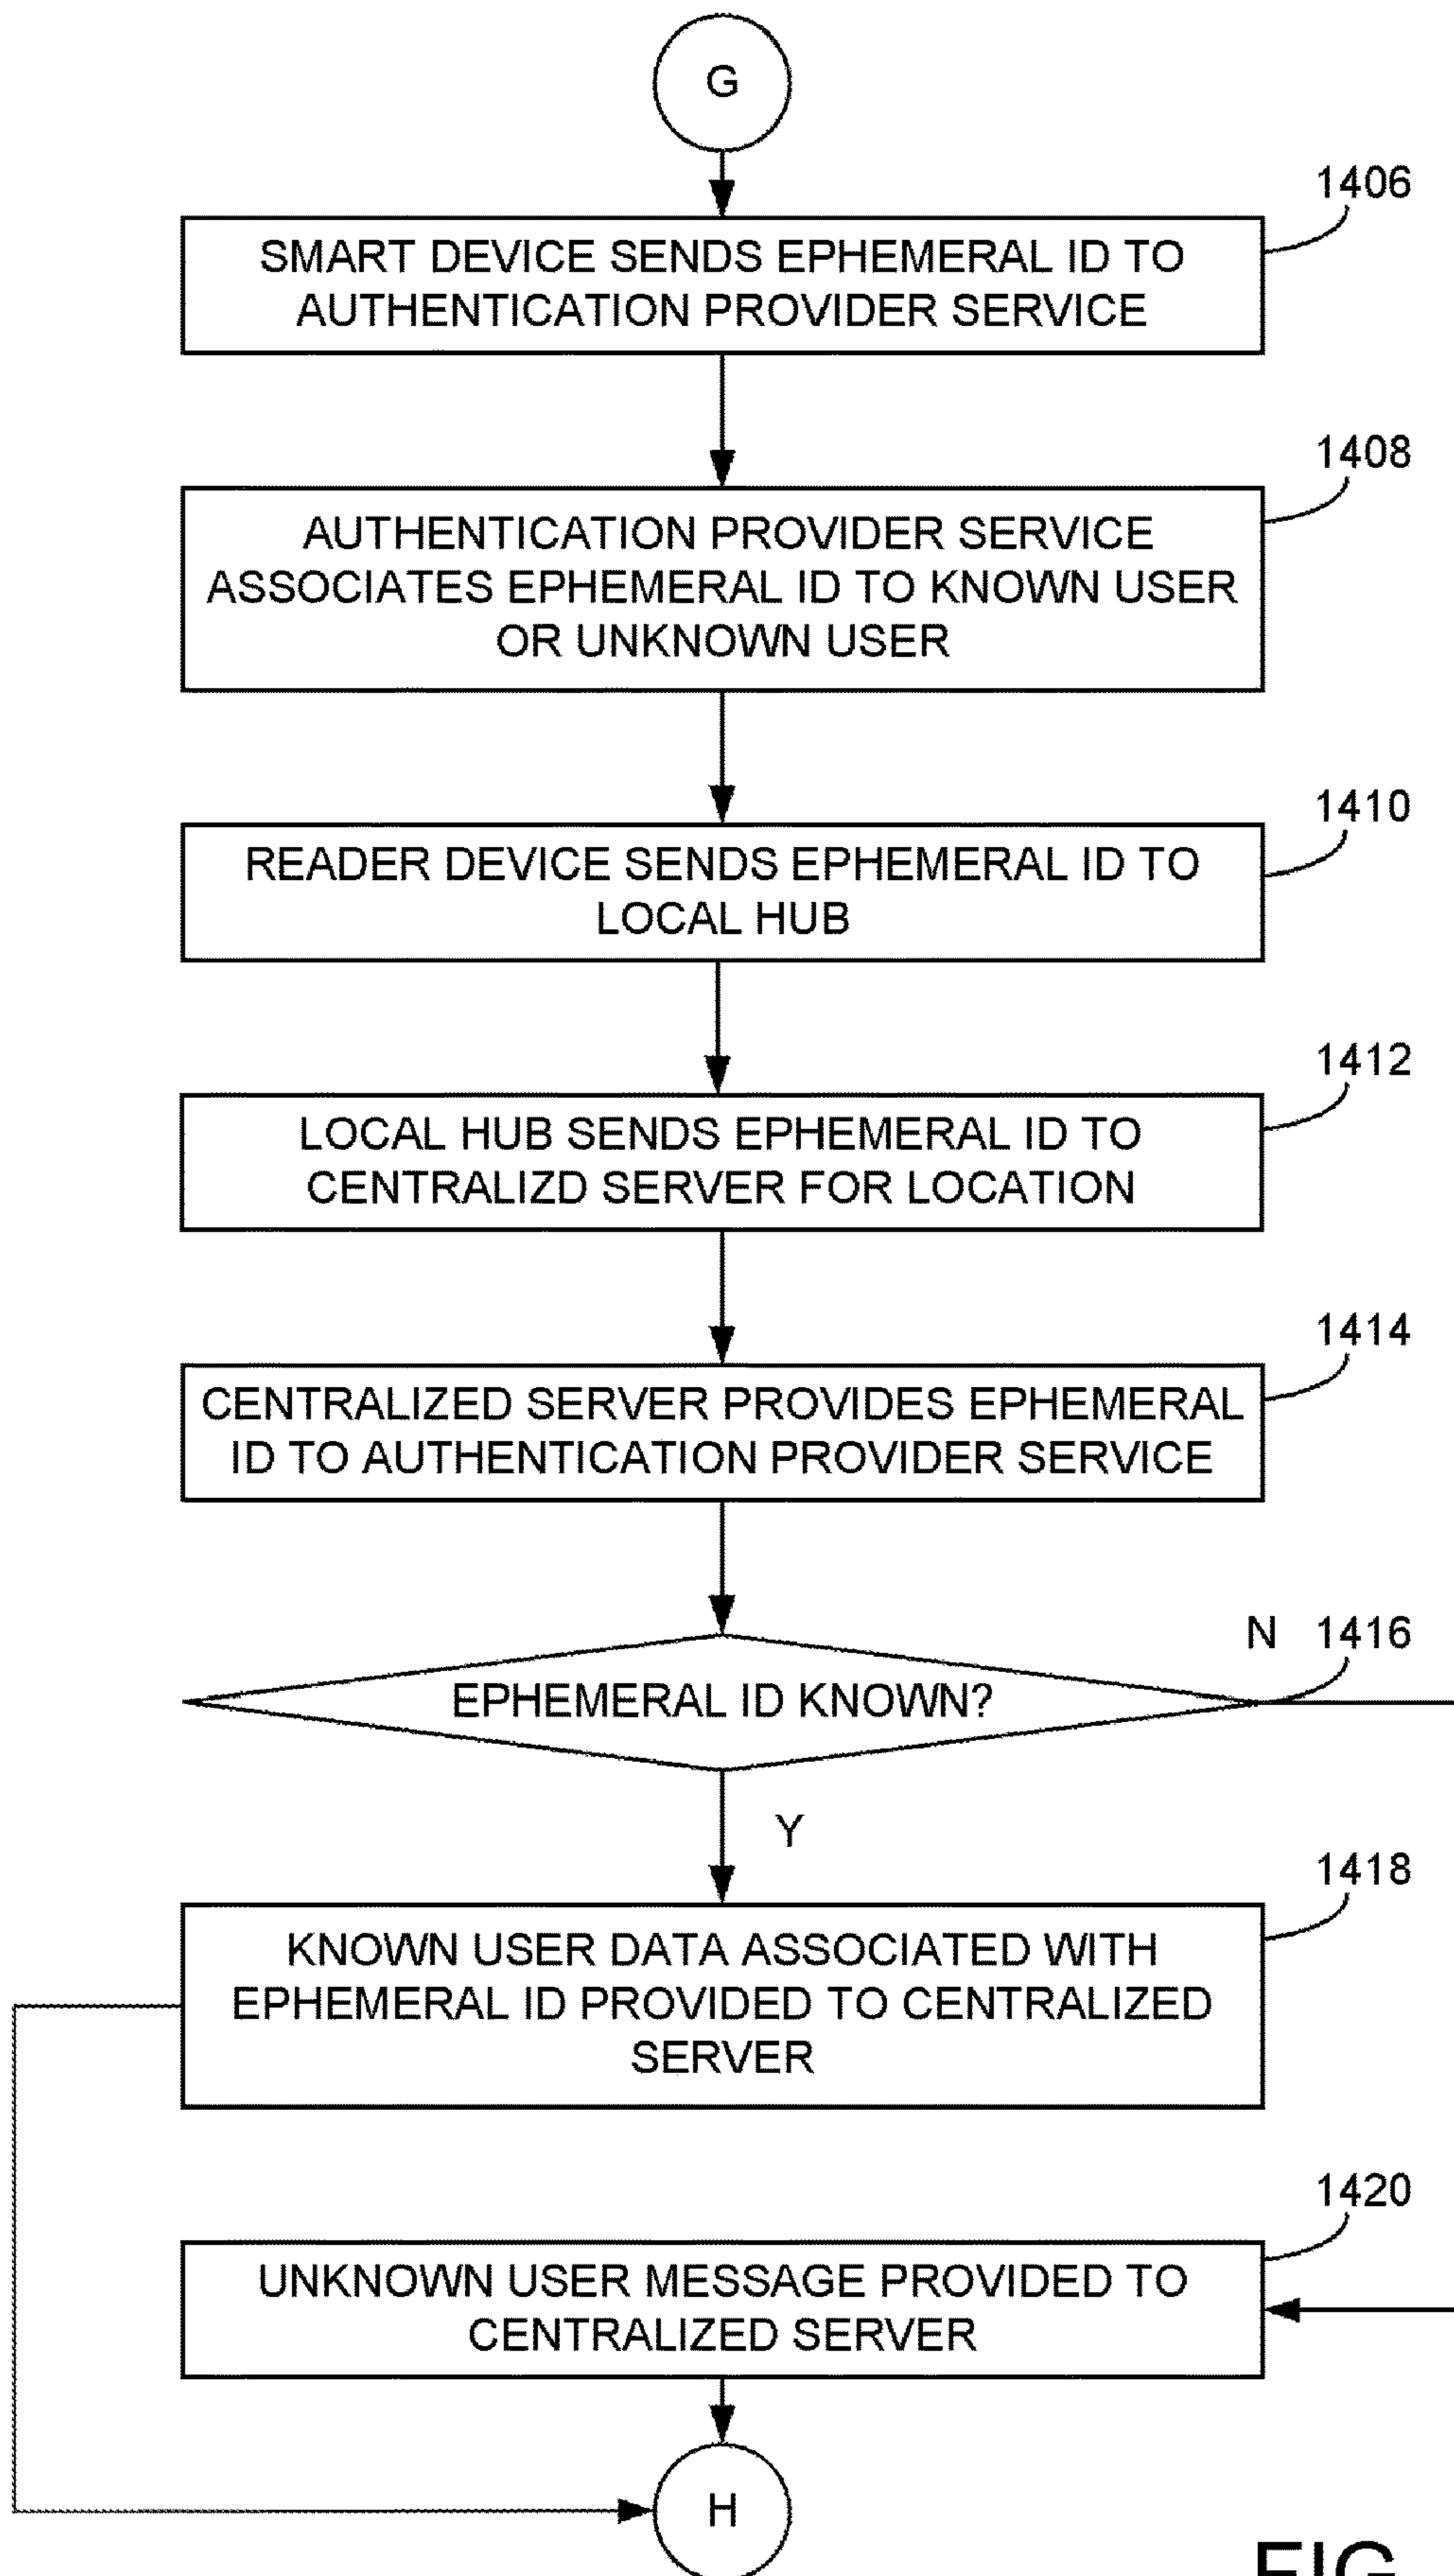 G
1406
SMART DEVICE SENDS EPHEMERAL ID TO
AUTHENTICATION PROVIDER SERVICE
1408
AUTHENTICATION PROVIDER SERVICE
ASSOCIATES EPHEMERAL ID TO KNOWN USER
OR UNKNOWN USER
1410
READER DEVICE SENDS EPHEMERAL ID TO
LOCAL HUB
1412
LOCAL HUB SENDS EPHEMERAL ID TO
CENTRALIZD SERVER FOR LOCATION
1414
CENTRALIZED SERVER PROVIDES EPHEMERAL
ID TO AUTHENTICATION PROVIDER SERVICE
N 1416
EPHEMERAL ID KNOWN?
Y
1418
KNOWN USER DATA ASSOCIATED WITH
EPHEMERAL ID PROVIDED TO CENTRALIZED
SERVER
1420
UNKNOWN USER MESSAGE PROVIDED TO
CENTRALIZED SERVER
H
FIG